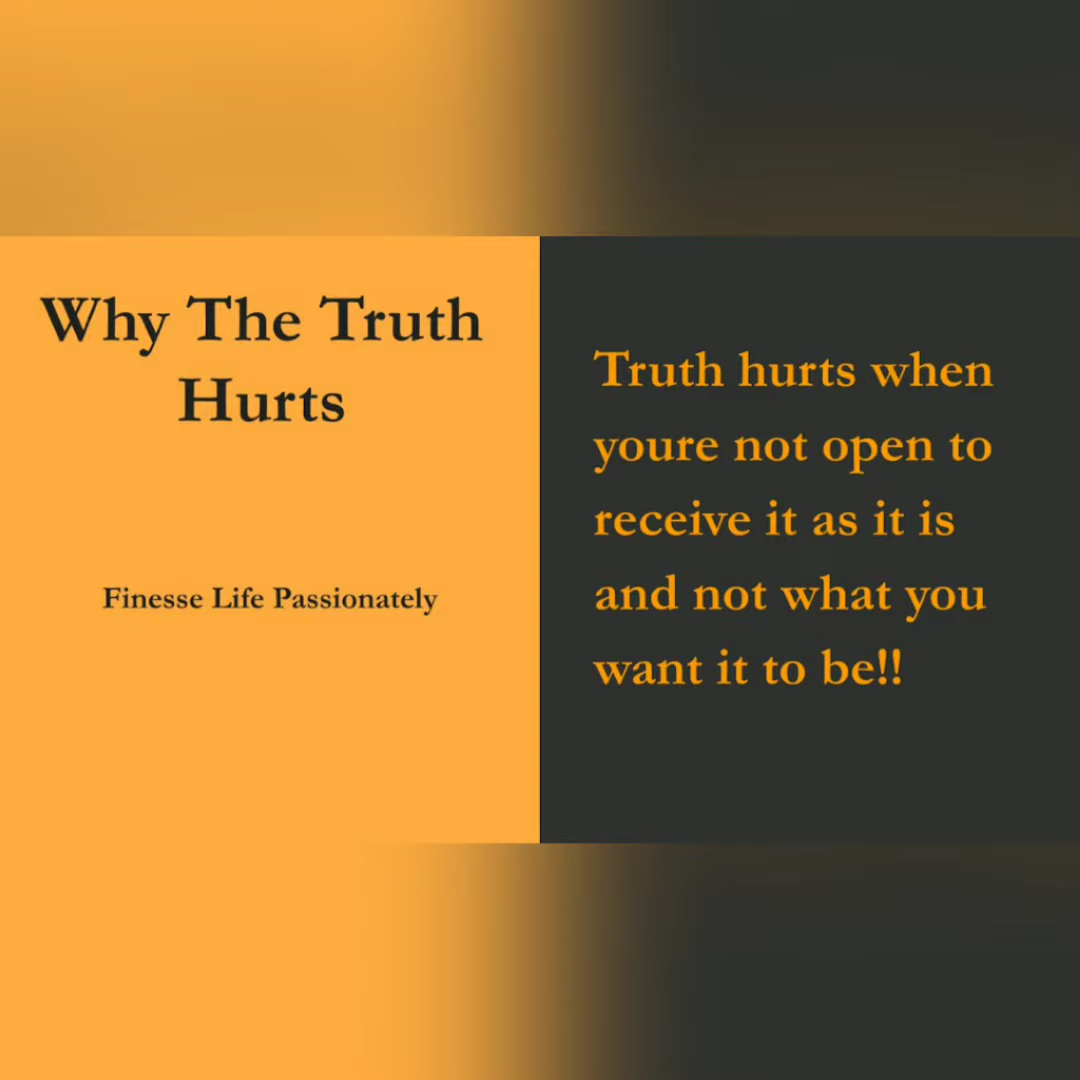 Why The Truth
Hurts
Finesse Life Passionately
Truth hurts when
youre not open to
receive it as it is
and not what you
want it to be!!